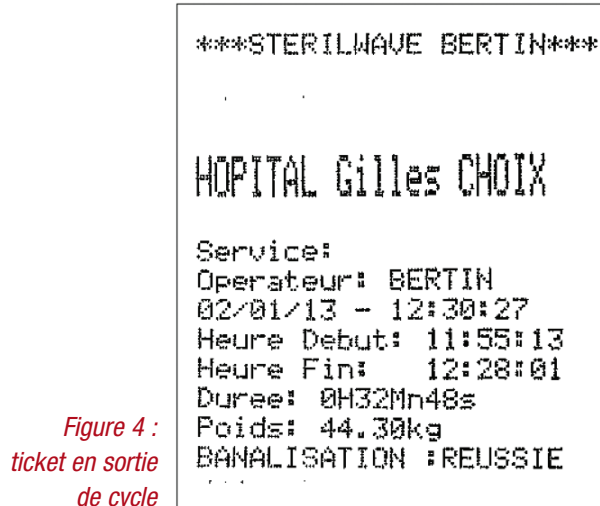 ***STERILWAVE BERTIN***
HOPITAL Gilles CHOIX
Service:
Operateur: BERTIN
02/01/13 - 12:30:27
Heure Debut: 11:55:13
Heure Fin: 12:28:01
Duree: 0H32Mn48s
Poids: 44.30kg
BANALISATION :REUSSIE
Figure 4 :
ticket en sortie
de cycle